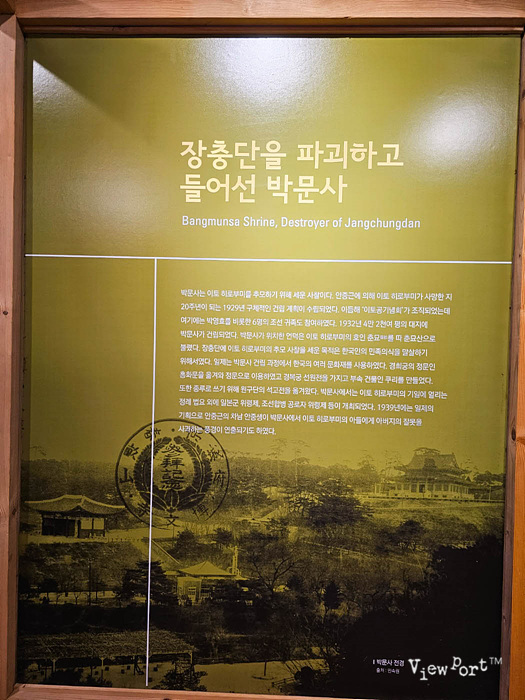 장충단을 파괴하고
들어선 박문사
Bangmunsa Shrine, Destroyer of Jangchungdan
박문사는 이토 히로부미를 추모하기 위해 세운 사찰이다. 안중근에 의해 이토 히로부미가 사망한 지
20주년이 되는 1929년 구체적인 건립 계획이 수립되었다. 이듬해 '이토공기념회'가 조직되었는데
여기에는 박영효를 비롯한 6명의 조선 귀족도 참여하였다. 1932년 4만 2천여 평의 대지에
박문사가 건립되었다. 박문사가 위치한 언덕은 이토 히로부미의 호인 춘묘春畝를 따 춘묘산으로
불렸다. 장충단에 이토 히로부미의 추모 사찰을 세운 목적은 한국인의 민족의식을 말살하기
위해서였다. 일제는 박문사 건립 과정에서 한국의 여러 문화재를 사용하였다. 경희궁의 정문인
흥화문을 옮겨와 정문으로 이용하였고 경복궁 선원전을 가지고 부속 건물인 쿠리를 만들었다.
또한 종루로 쓰기 위해 환구단의 석고전을 옮겨왔다. 박문사에서는 이토 히로부미의 기일에 열리는
정례 법요 외에 일본군 위령제, 조선합병 공로자 위령제 등이 개최되었다. 1939년에는 일제의
기획으로 안중근의 차남 안준생이 박문사에서 이토 히로부미의 아들에게 아버지의 잘못을
사과하는 풍경이 연출되기도 하였다.
박문사 전경
출처 : 민속원
View Port™